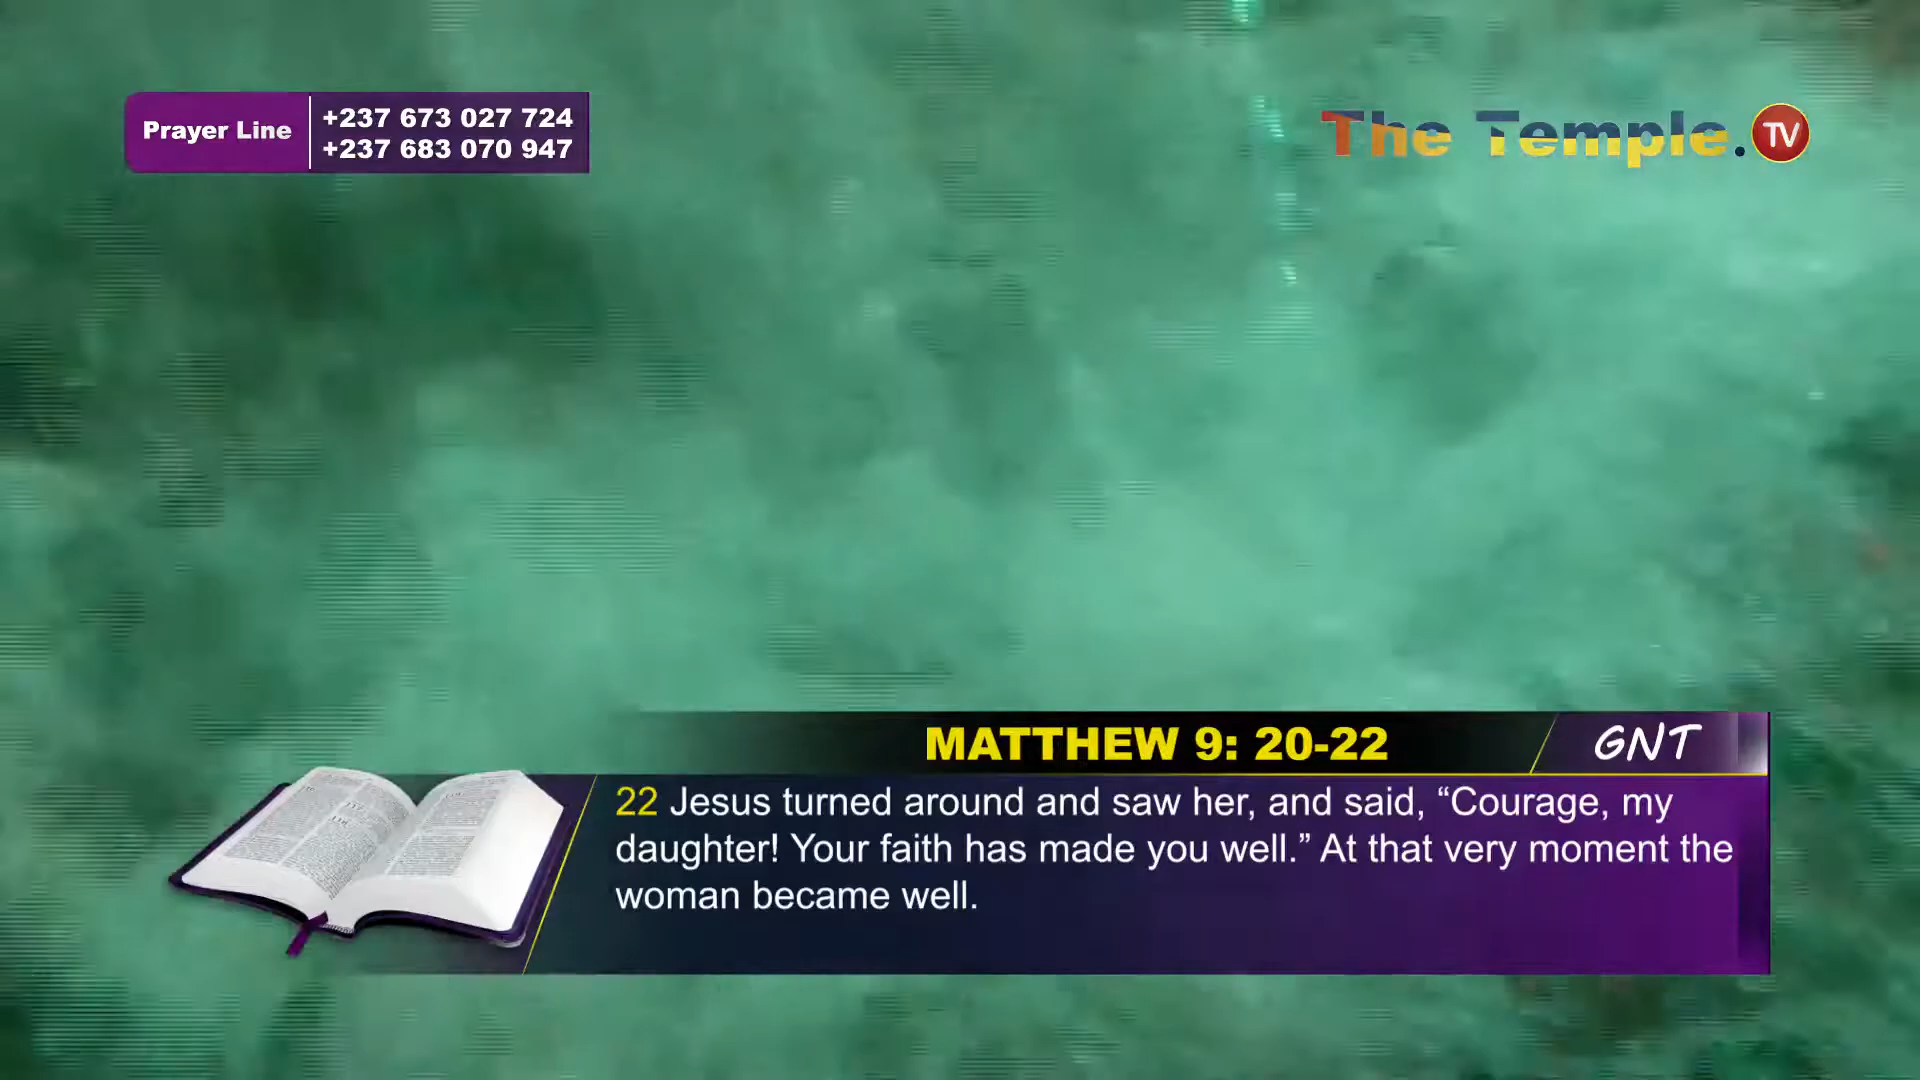 Prayer Line
+237 673 027 724
+237 683 070 947
The Temple.TV
MATTHEW 9: 20-22
GNT
22 Jesus turned around and saw her, and said, “Courage, my
daughter! Your faith has made you well.” At that very moment the
woman became well.